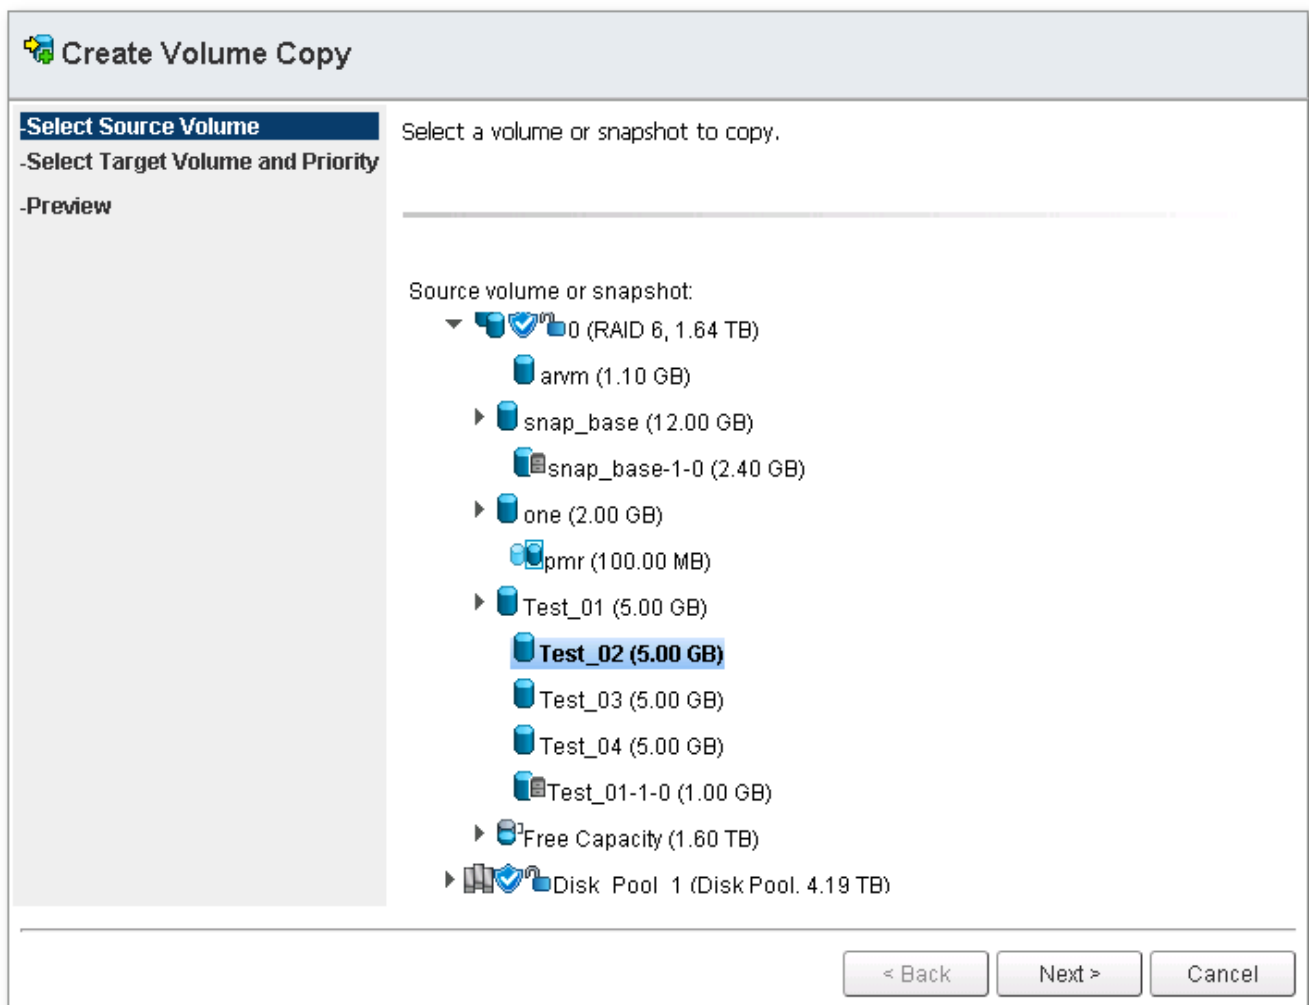 Create Volume Copy
-Select Source Volume
-Select Target Volume and Priority
-Preview
Select a volume or snapshot to copy.
Source volume or snapshot:
0 (RAID 6, 1.64 TB)
arvm (1.10 GB)
snap_base (12.00 GB)
snap_base-1-0 (2.40 GB)
one (2.00 GB)
pmr (100.00 MB)
Test_01 (5.00 GB)
Test_02 (5.00 GB)
Test_03 (5.00 GB)
Test_04 (5.00 GB)
Test_01-1-0 (1.00 GB)
Free Capacity (1.60 TB)
Disk_Pool_1 (Disk Pool, 4.19 TB)
< Back
Next >
Cancel